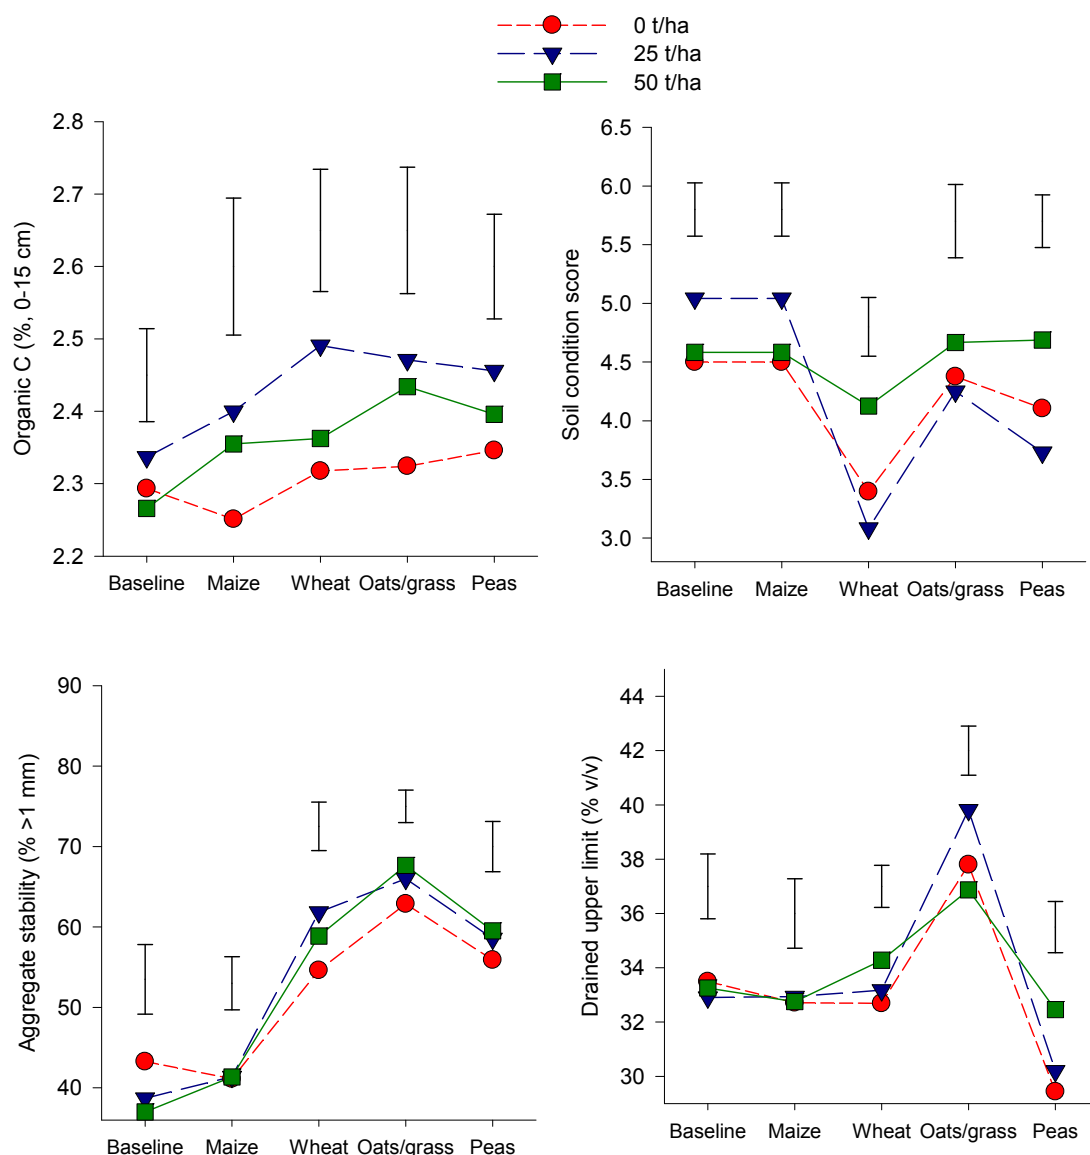 0 t/ha
25 t/ha
50 t/ha
Organic C (%, 0-15 cm)
2.8
2.7
2.6
2.5
2.4
2.3
2.2
Baseline Maize Wheat Oats/grass Peas
Soil condition score
6.5
6.0
5.5
5.0
4.5
4.0
3.5
3.0
Baseline Maize Wheat Oats/grass Peas
Aggregate stability (% >1 mm)
90
80
70
60
50
40
Baseline Maize Wheat Oats/grass Peas
Drained upper limit (% v/v)
44
42
40
38
36
34
32
30
Baseline Maize Wheat Oats/grass Peas